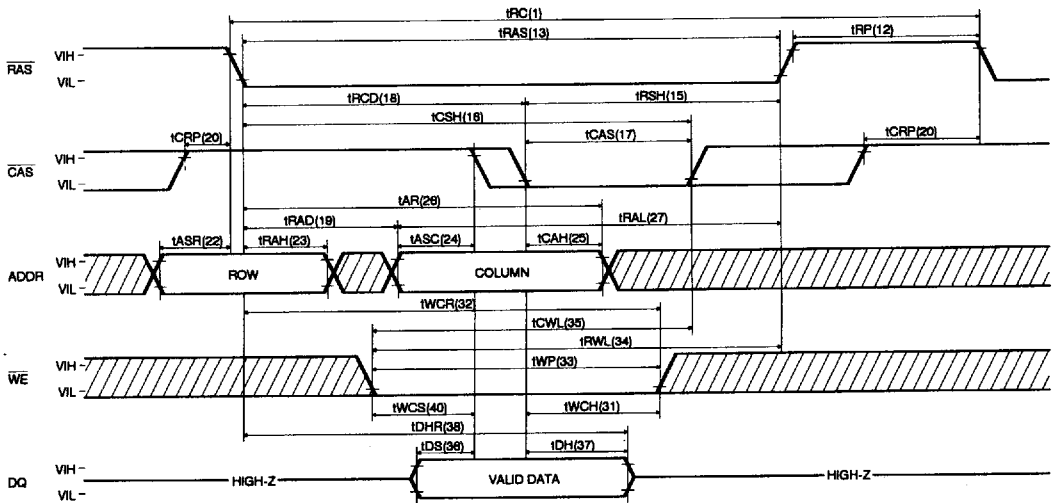 tRC(1)
tRAS(13)
tRP(12)
RAS
VIH
VIL
tRCD(18)
tRSH(15)
tCSH(16)
tCRP(20)
tCAS(17)
tCRP(20)
CAS
VIH
VIL
tAR(26)
tRAD(19)
tRAL(27)
tASR(22)
tRAH(23)
tASC(24)
tCAH(25)
ADDR
VIH
VIL
ROW
COLUMN
tWCR(32)
tCWL(35)
tRWL(34)
tWP(33)
WE
VIH
VIL
tWCS(40)
tWCH(31)
tDHR(38)
tDS(36)
tDH(37)
DQ
VIH
VIL
HIGH-Z
VALID DATA
HIGH-Z